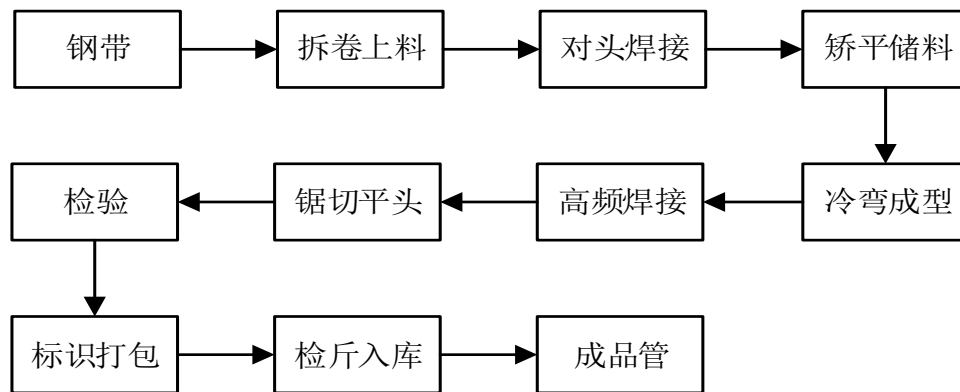 钢带
拆卷上料
对头焊接
矫平储料
冷弯成型
高频焊接
锯切平头
检验
标识打包
检斤入库
成品管